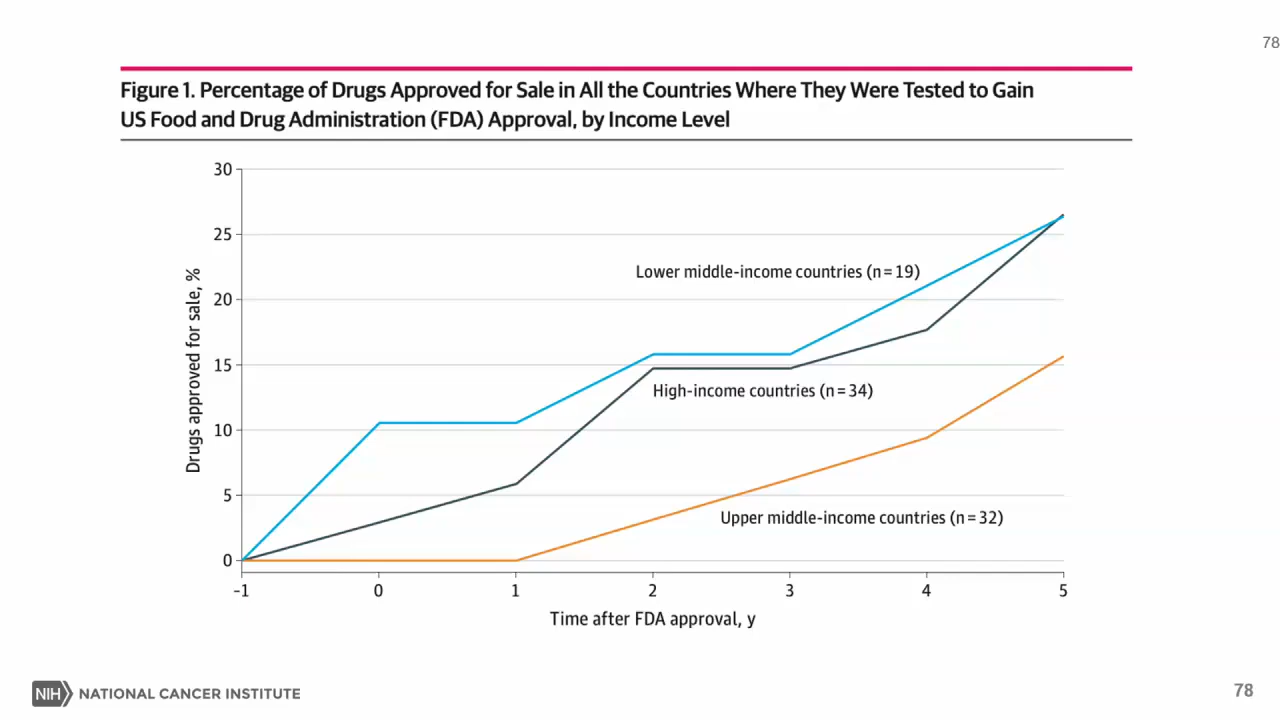 78
Figure 1. Percentage of Drugs Approved for Sale in All the Countries Where They Were Tested to Gain
US Food and Drug Administration (FDA) Approval, by Income Level
30
25
20
15
10
5
0
Drugs approved for sale, %
Lower middle-income countries (n = 19)
High-income countries (n = 34)
Upper middle-income countries (n = 32)
–1 0 1 2 3 4 5
Time after FDA approval, y
NIH NATIONAL CANCER INSTITUTE
78